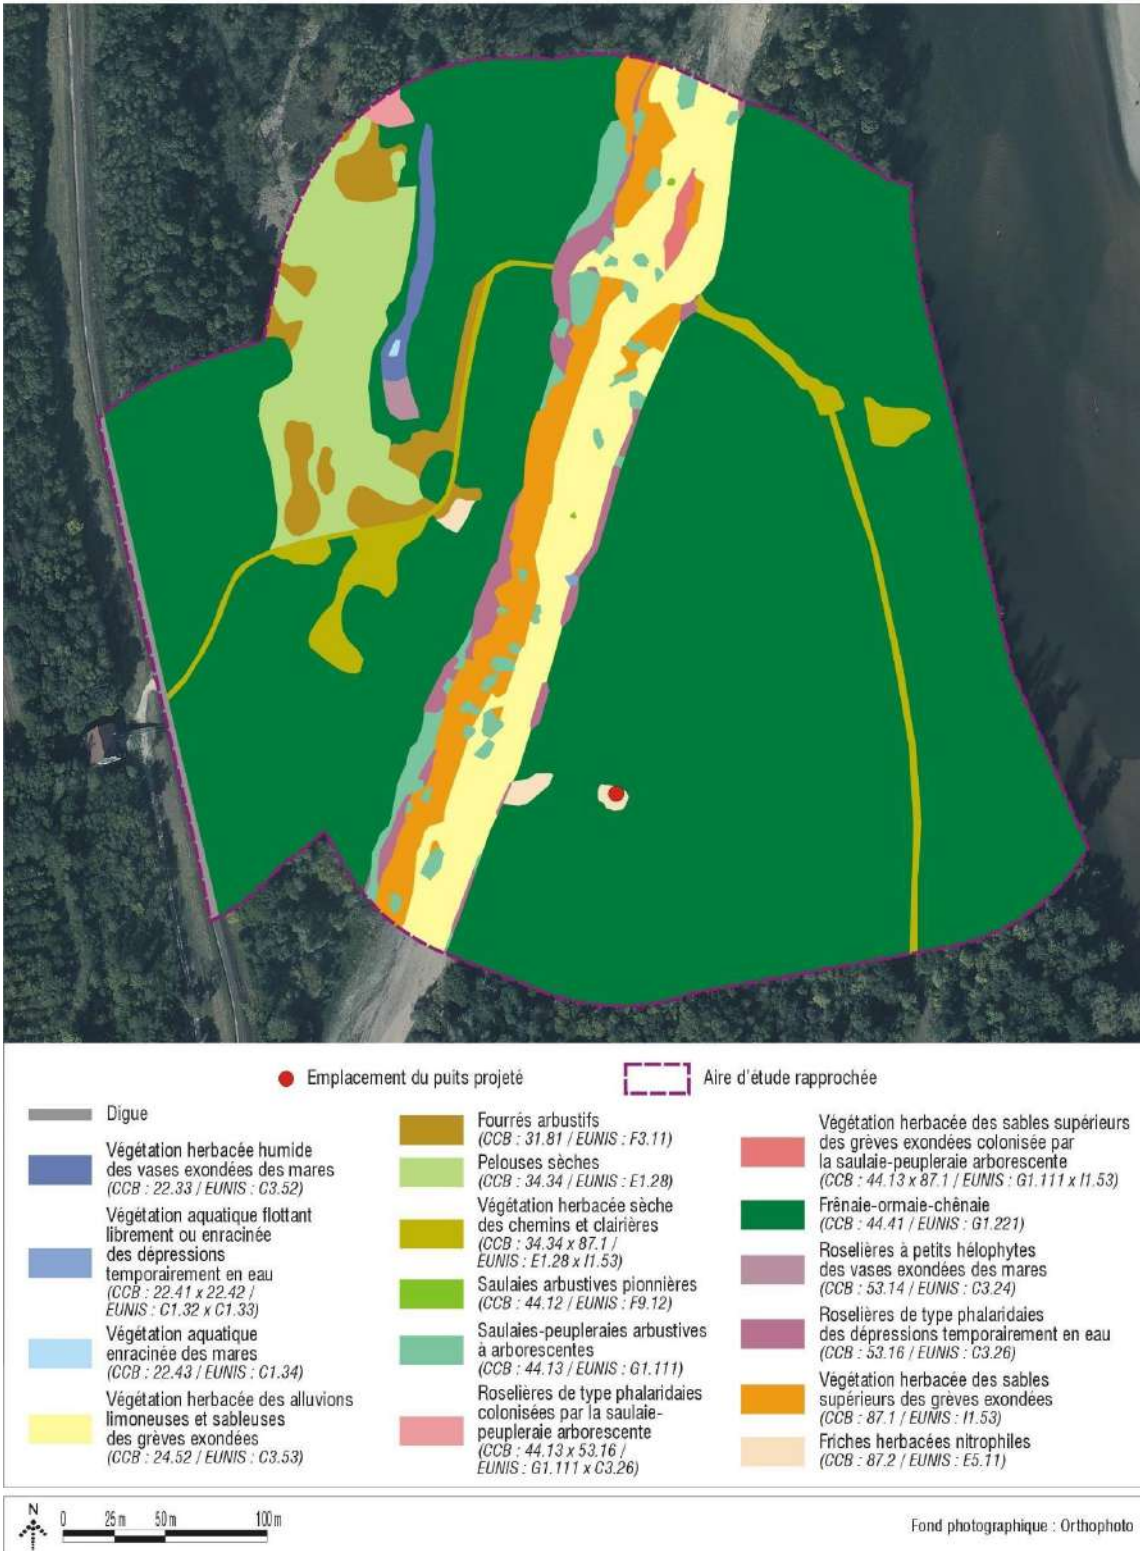 Emplacement du puits projeté
Aire d'étude rapprochée
Digue
Végétation herbacée humide
des vases exondées des mares
(CCB : 22.33 / EUNIS : C3.52)
Végétation aquatique flottant
librement ou enracinée
des dépressions
temporairement en eau
(CCB : 22.41 x 22.42 /
EUNIS : C1.32 x C1.33)
Végétation aquatique
enracinée des mares
(CCB : 22.43 / EUNIS : C1.34)
Végétation herbacée des alluvions
limoneuses et sableuses
des grèves exondées
(CCB : 24.52 / EUNIS : C3.53)
Fourrés arbustifs
(CCB : 31.81 / EUNIS : F3.11)
Pelouses sèches
(CCB : 34.34 / EUNIS : E1.28)
Végétation herbacée sèche
des chemins et clairières
(CCB : 34.34 x 87.1 /
EUNIS : E1.28 x I1.53)
Saulaies arbustives pionnières
(CCB : 44.12 / EUNIS : F9.12)
Saulaies-peupleraies arbustives
à arborescentes
(CCB : 44.13 / EUNIS : G1.111)
Roselières de type phalaridaies
colonisées par la saulaie-
peupleraie arborescente
(CCB : 44.13 x 53.16 /
EUNIS : G1.111 x C3.26)
Végétation herbacée des sables supérieurs
des grèves exondées colonisée par
la saulaie-peupleraie arborescente
(CCB : 44.13 x 87.1 / EUNIS : G1.111 x I1.53)
Frênaie-ormaie-chênaie
(CCB : 44.41 / EUNIS : G1.221)
Roselières à petits hélophytes
des vases exondées des mares
(CCB : 53.14 / EUNIS : C3.24)
Roselières de type phalaridaies
des dépressions temporairement en eau
(CCB : 53.16 / EUNIS : C3.26)
Végétation herbacée des sables
supérieurs des grèves exondées
(CCB : 87.1 / EUNIS : I1.53)
Friches herbacées nitrophiles
(CCB : 87.2 / EUNIS : E5.11)
N
0 25 m 50 m 100 m
Fond photographique : Orthophoto